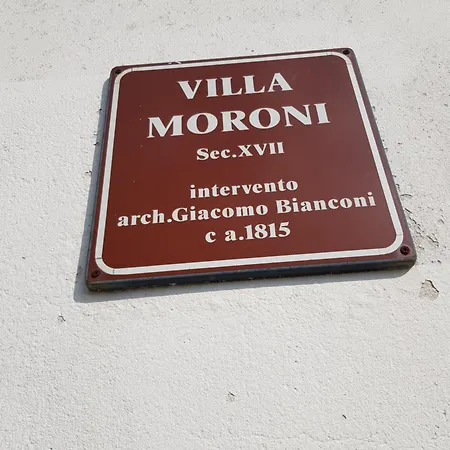 VILLA
MORONI
Sec.XVII
intervento
arch.Giacomo Bianconi
c a.1815